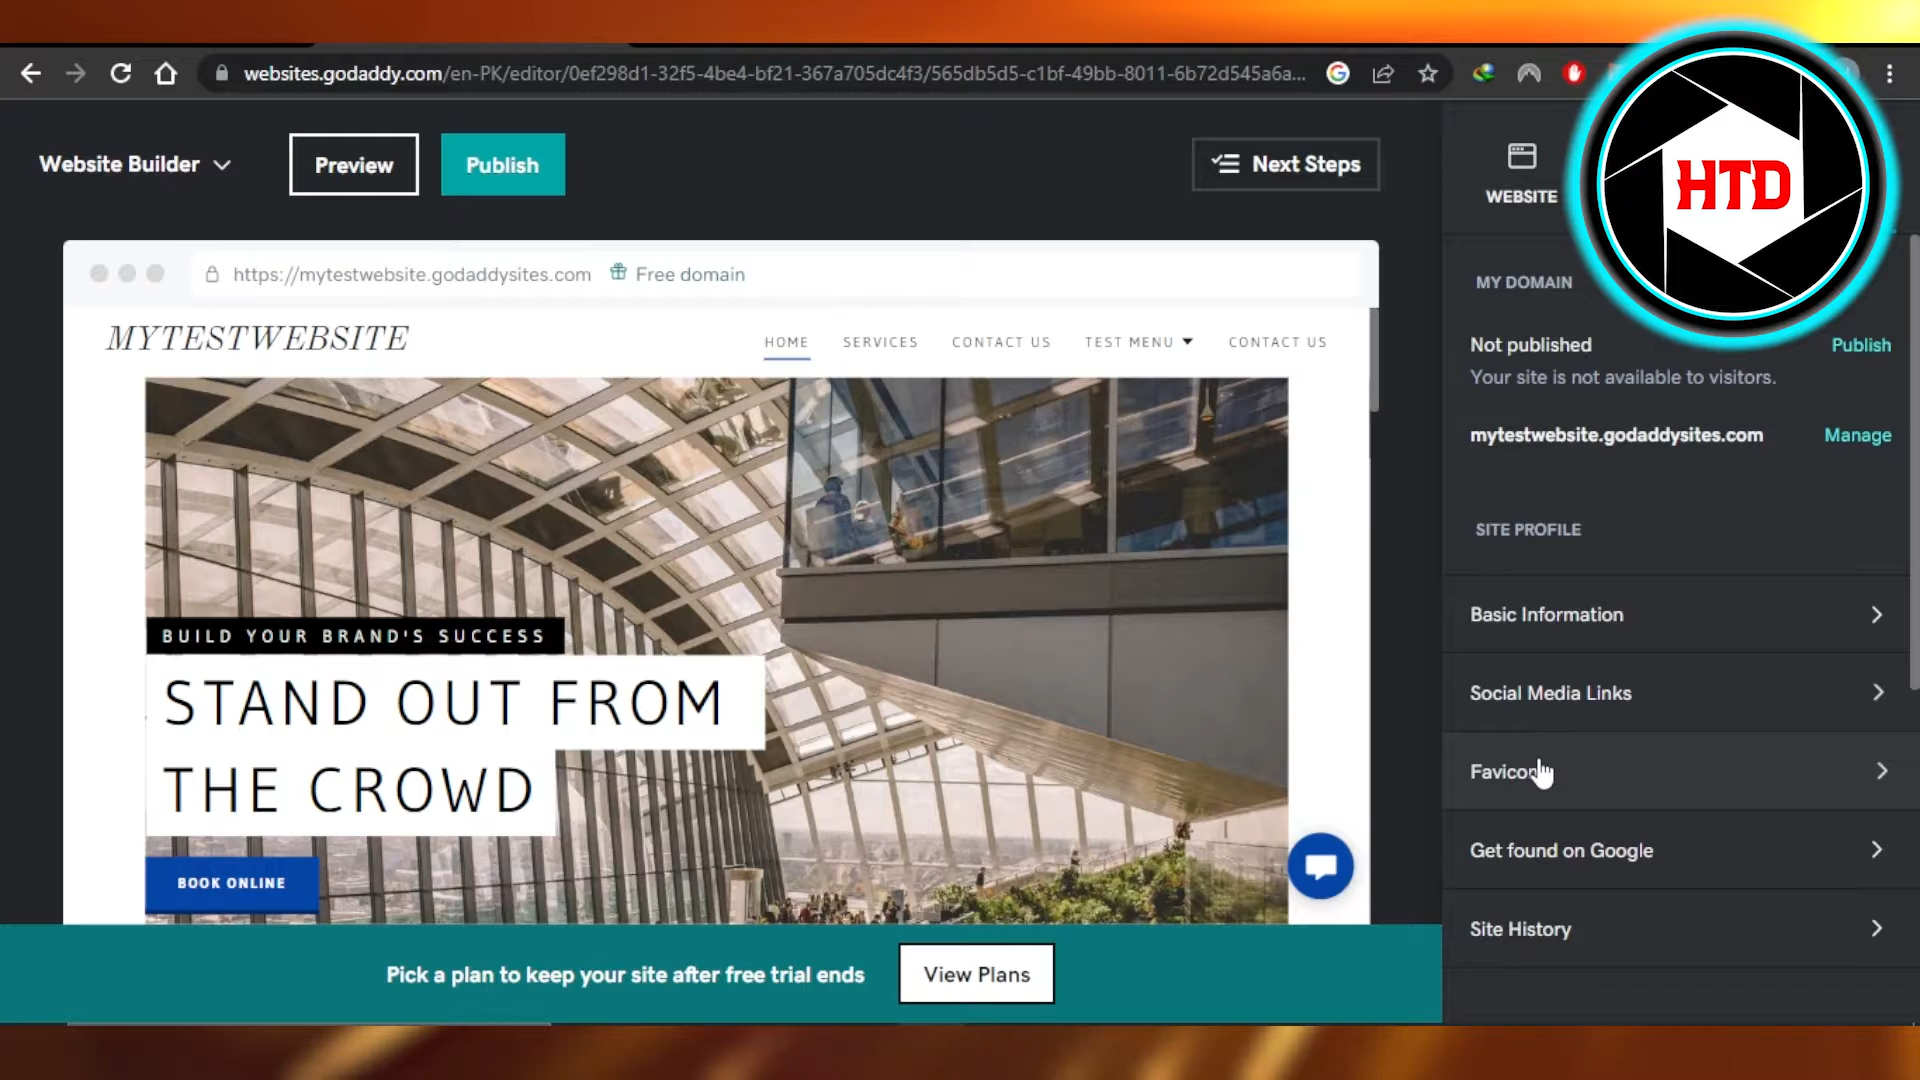 websites.godaddy.com/en-PK/editor/0ef298d1-32f5-4be4-bf21-367a705dc4f3/565db5d5-c1bf-49bb-8011-6b72d545a6a...
HTD
Website Builder
Preview
Publish
Next Steps
WEBSITE
https://mytestwebsite.godaddysites.com
Free domain
MY DOMAIN
MYTESTWEBSITE
HOME
SERVICES
CONTACT US
TEST MENU
CONTACT US
Not published
Publish
Your site is not available to visitors.
mytestwebsite.godaddysites.com
Manage
SITE PROFILE
Basic Information
BUILD YOUR BRAND'S SUCCESS
STAND OUT FROM
THE CROWD
Social Media Links
Favicon
Get found on Google
BOOK ONLINE
Site History
Pick a plan to keep your site after free trial ends
View Plans